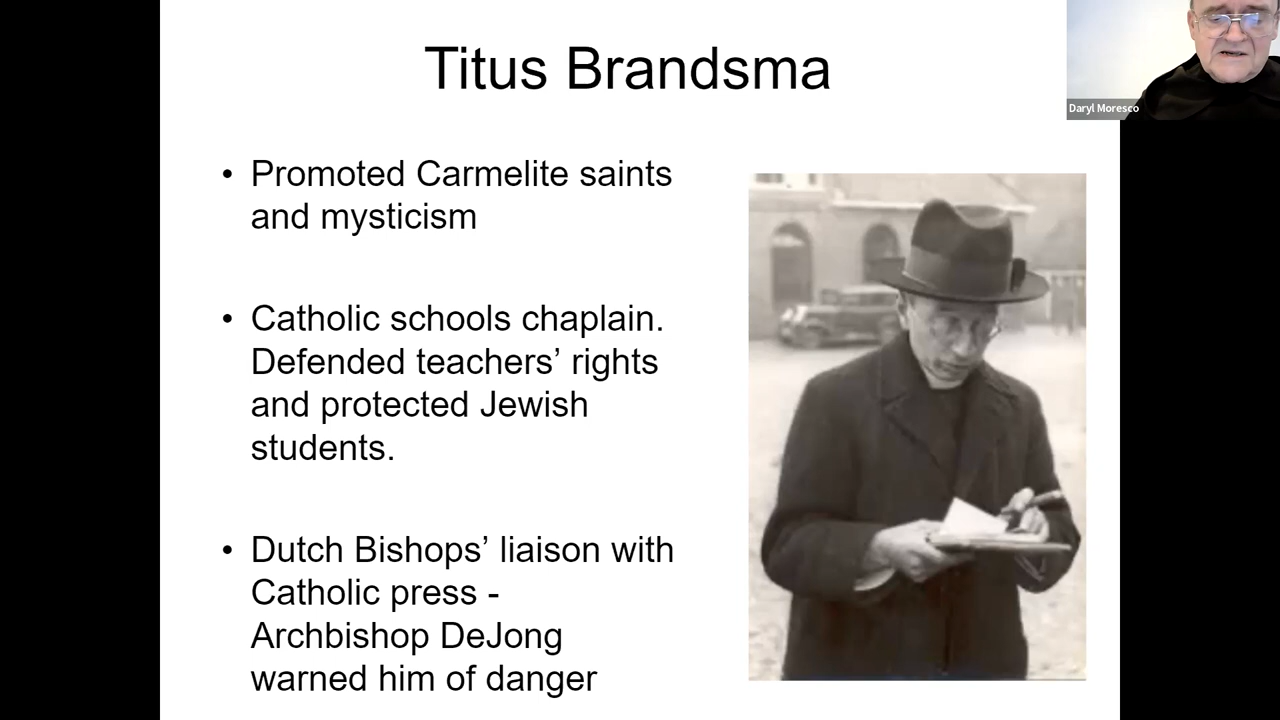 Titus Brandsma
Daryl Moresco
• Promoted Carmelite saints
and mysticism
• Catholic schools chaplain.
Defended teachers’ rights
and protected Jewish
students.
• Dutch Bishops’ liaison with
Catholic press -
Archbishop DeJong
warned him of danger